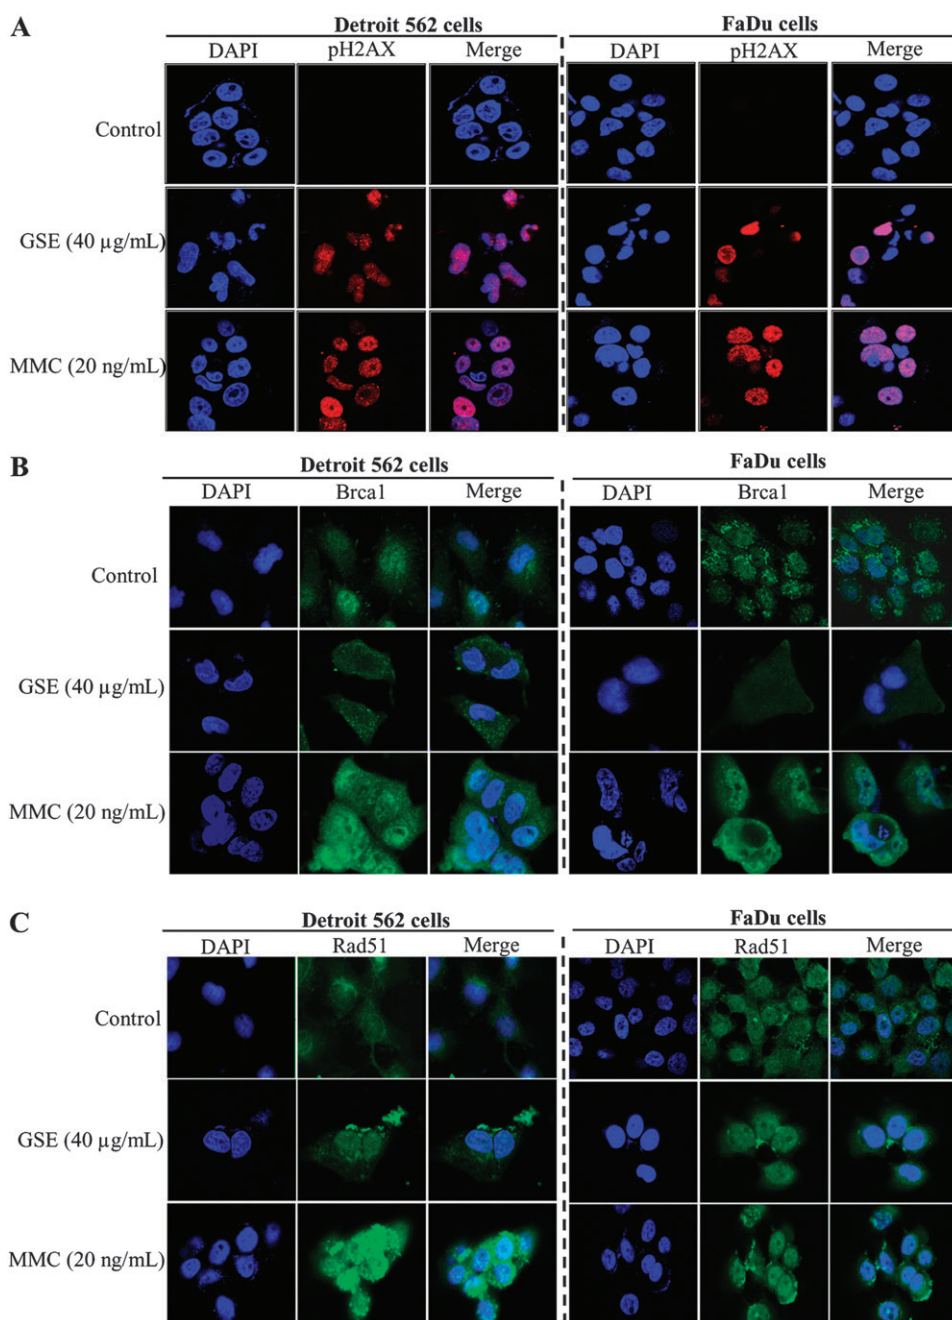 A
Detroit 562 cells FaDu cells
DAPI pH2AX Merge DAPI pH2AX Merge
Control
GSE (40 µg/mL)
MMC (20 ng/mL)
B
Detroit 562 cells FaDu cells
DAPI Brca1 Merge DAPI Brca1 Merge
Control
GSE (40 µg/mL)
MMC (20 ng/mL)
C
Detroit 562 cells FaDu cells
DAPI Rad51 Merge DAPI Rad51 Merge
Control
GSE (40 µg/mL)
MMC (20 ng/mL)